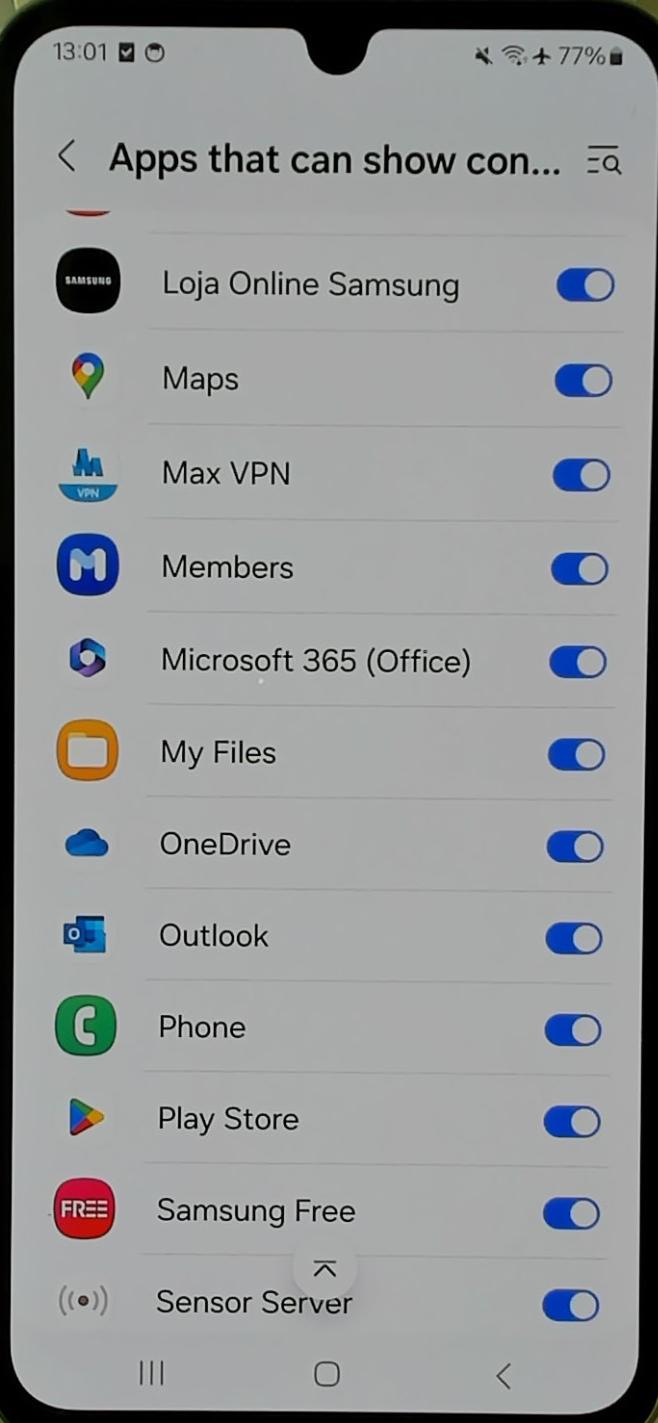 13:01
77%
Apps that can show con...
SAMSUNG
Loja Online Samsung
Maps
VPN
Max VPN
Members
Microsoft 365 (Office)
My Files
OneDrive
Outlook
Phone
Play Store
FREE
Samsung Free
Sensor Server